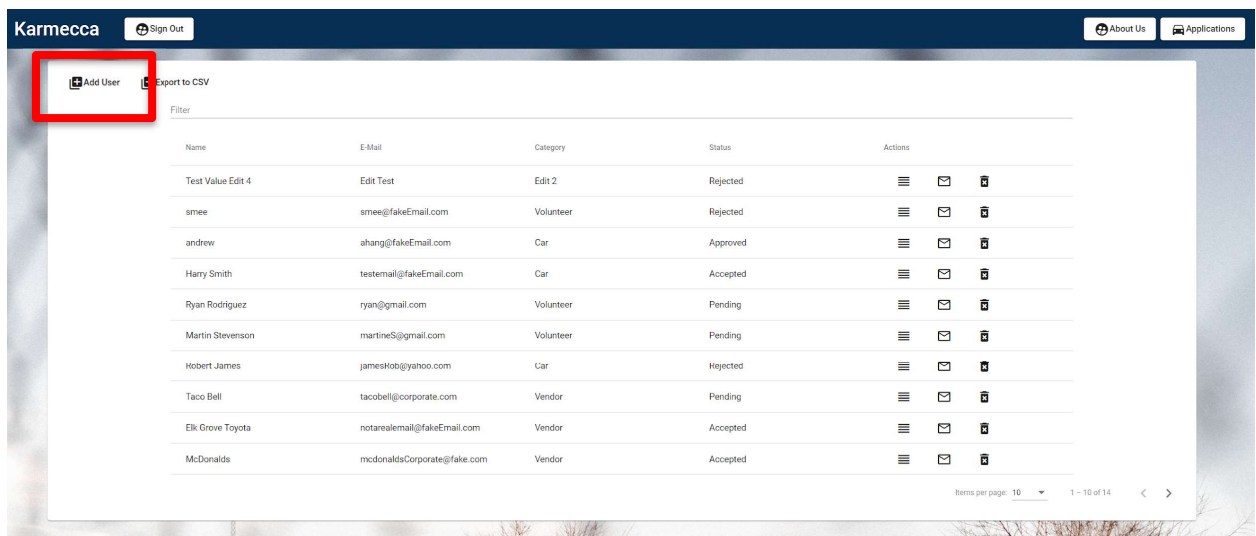 Karmecca Sign Out About Us Applications
Add User Export to CSV
Filter
Name E-Mail Category Status Actions
Test Value Edit 4 Edit Test Edit 2 Rejected
smee smee@fakeEmail.com Volunteer Rejected
andrew ahang@fakeEmail.com Car Approved
Harry Smith testemail@fakeEmail.com Car Accepted
Ryan Rodriguez ryan@gmail.com Volunteer Pending
Martin Stevenson martineS@gmail.com Volunteer Pending
Robert James jamesRob@yahoo.com Car Rejected
Taco Bell tacobell@corporate.com Vendor Pending
Elk Grove Toyota notarealemail@fakeEmail.com Vendor Accepted
McDonalds mcdonaldsCorporate@fake.com Vendor Accepted
Items per page: 10 1 – 10 of 14